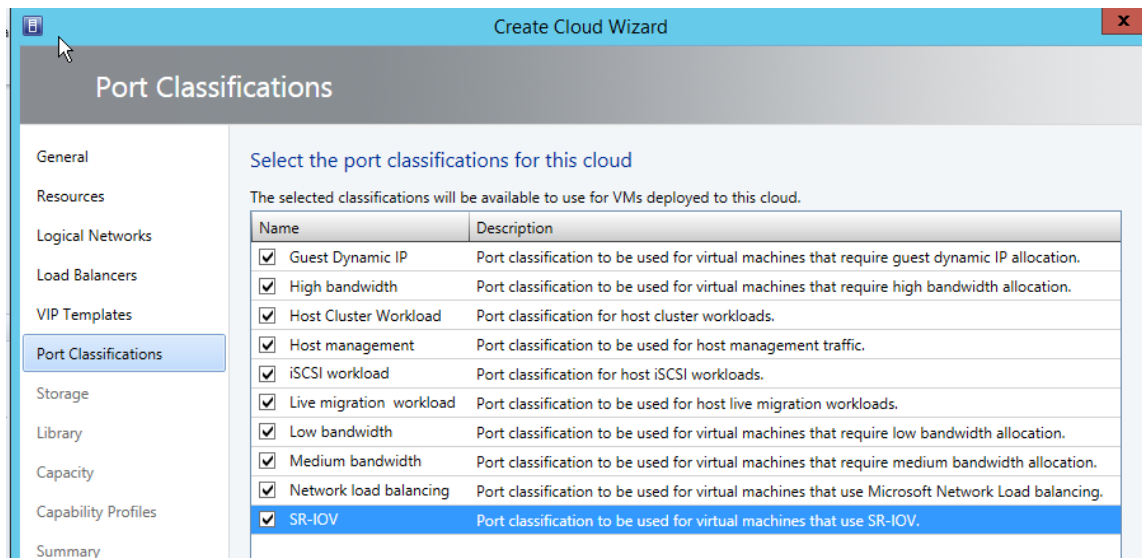 Create Cloud Wizard
x
Port Classifications
General
Resources
Logical Networks
Load Balancers
VIP Templates
Port Classifications
Storage
Library
Capacity
Capability Profiles
Summary
Select the port classifications for this cloud
The selected classifications will be available to use for VMs deployed to this cloud.
Name Description
Guest Dynamic IP Port classification to be used for virtual machines that require guest dynamic IP allocation.
High bandwidth Port classification to be used for virtual machines that require high bandwidth allocation.
Host Cluster Workload Port classification for host cluster workloads.
Host management Port classification to be used for host management traffic.
iSCSI workload Port classification for host iSCSI workloads.
Live migration workload Port classification to be used for host live migration workloads.
Low bandwidth Port classification to be used for virtual machines that require low bandwidth allocation.
Medium bandwidth Port classification to be used for virtual machines that require medium bandwidth allocation.
Network load balancing Port classification to be used for virtual machines that use Microsoft Network Load balancing.
SR-IOV Port classification to be used for virtual machines that use SR-IOV.